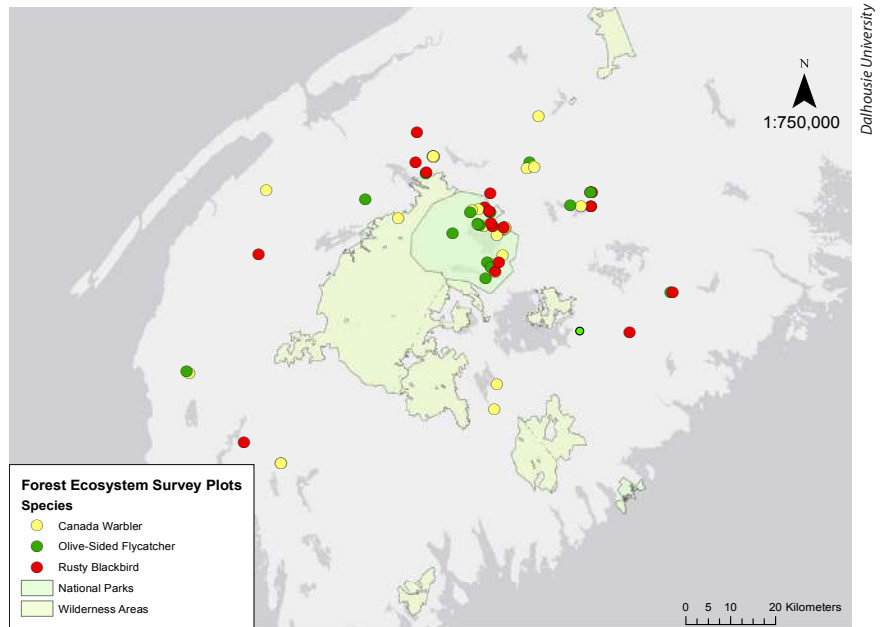 Dalhousie University
N
1:750,000
Forest Ecosystem Survey Plots
Species
Canada Warbler
Olive-Sided Flycatcher
Rusty Blackbird
National Parks
Wilderness Areas
0 5 10 20 Kilometers